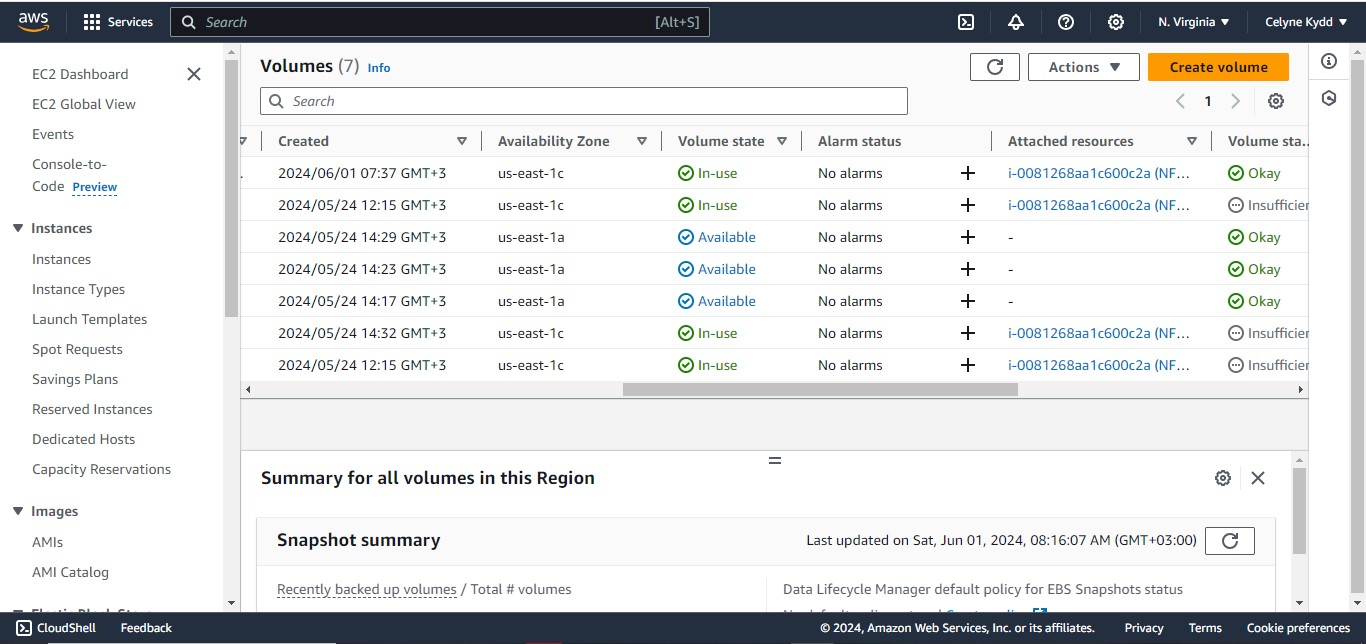 aws
Services
Search
[Alt+S]
N. Virginia
Celyne Kydd
EC2 Dashboard
EC2 Global View
Events
Console-to-
Code Preview
Instances
Instances
Instance Types
Launch Templates
Spot Requests
Savings Plans
Reserved Instances
Dedicated Hosts
Capacity Reservations
Images
AMIs
AMI Catalog
Volumes (7) Info
Actions
Create volume
Search
1
Created Availability Zone Volume state Alarm status Attached resources Volume sta...
2024/06/01 07:37 GMT+3 us-east-1c In-use No alarms i-0081268aa1c600c2a (NF... Okay
2024/05/24 12:15 GMT+3 us-east-1c In-use No alarms i-0081268aa1c600c2a (NF... Insufficien
2024/05/24 14:29 GMT+3 us-east-1a Available No alarms - Okay
2024/05/24 14:23 GMT+3 us-east-1a Available No alarms - Okay
2024/05/24 14:17 GMT+3 us-east-1a Available No alarms - Okay
2024/05/24 14:32 GMT+3 us-east-1c In-use No alarms i-0081268aa1c600c2a (NF... Insufficien
2024/05/24 12:15 GMT+3 us-east-1c In-use No alarms i-0081268aa1c600c2a (NF... Insufficien
Summary for all volumes in this Region
Snapshot summary
Last updated on Sat, Jun 01, 2024, 08:16:07 AM (GMT+03:00)
Recently backed up volumes / Total # volumes
Data Lifecycle Manager default policy for EBS Snapshots status
CloudShell
Feedback
© 2024, Amazon Web Services, Inc. or its affiliates.
Privacy
Terms
Cookie preferences